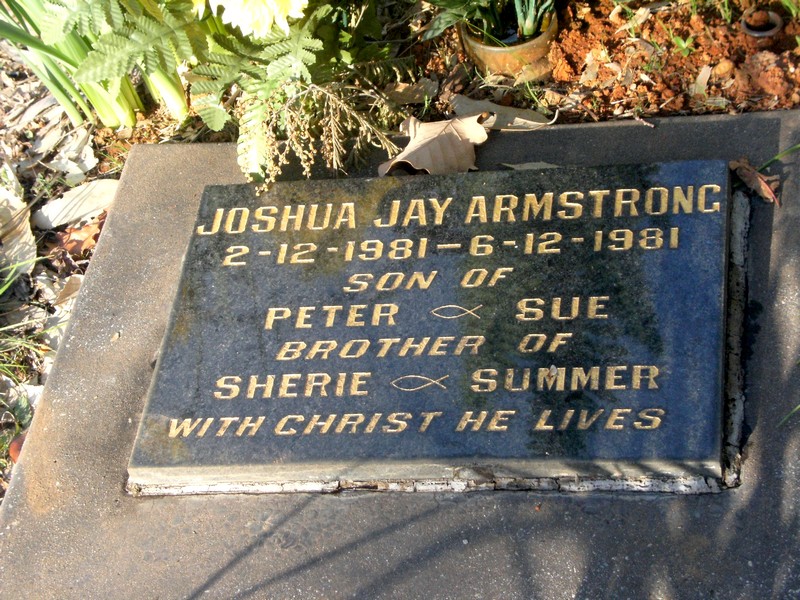 JOSHUA JAY ARMSTRONG
2-12-1981-6-12-1981
SON OF
PETER SUE
BROTHER OF
SHERIE SUMMER
WITH CHRIST HE LIVES